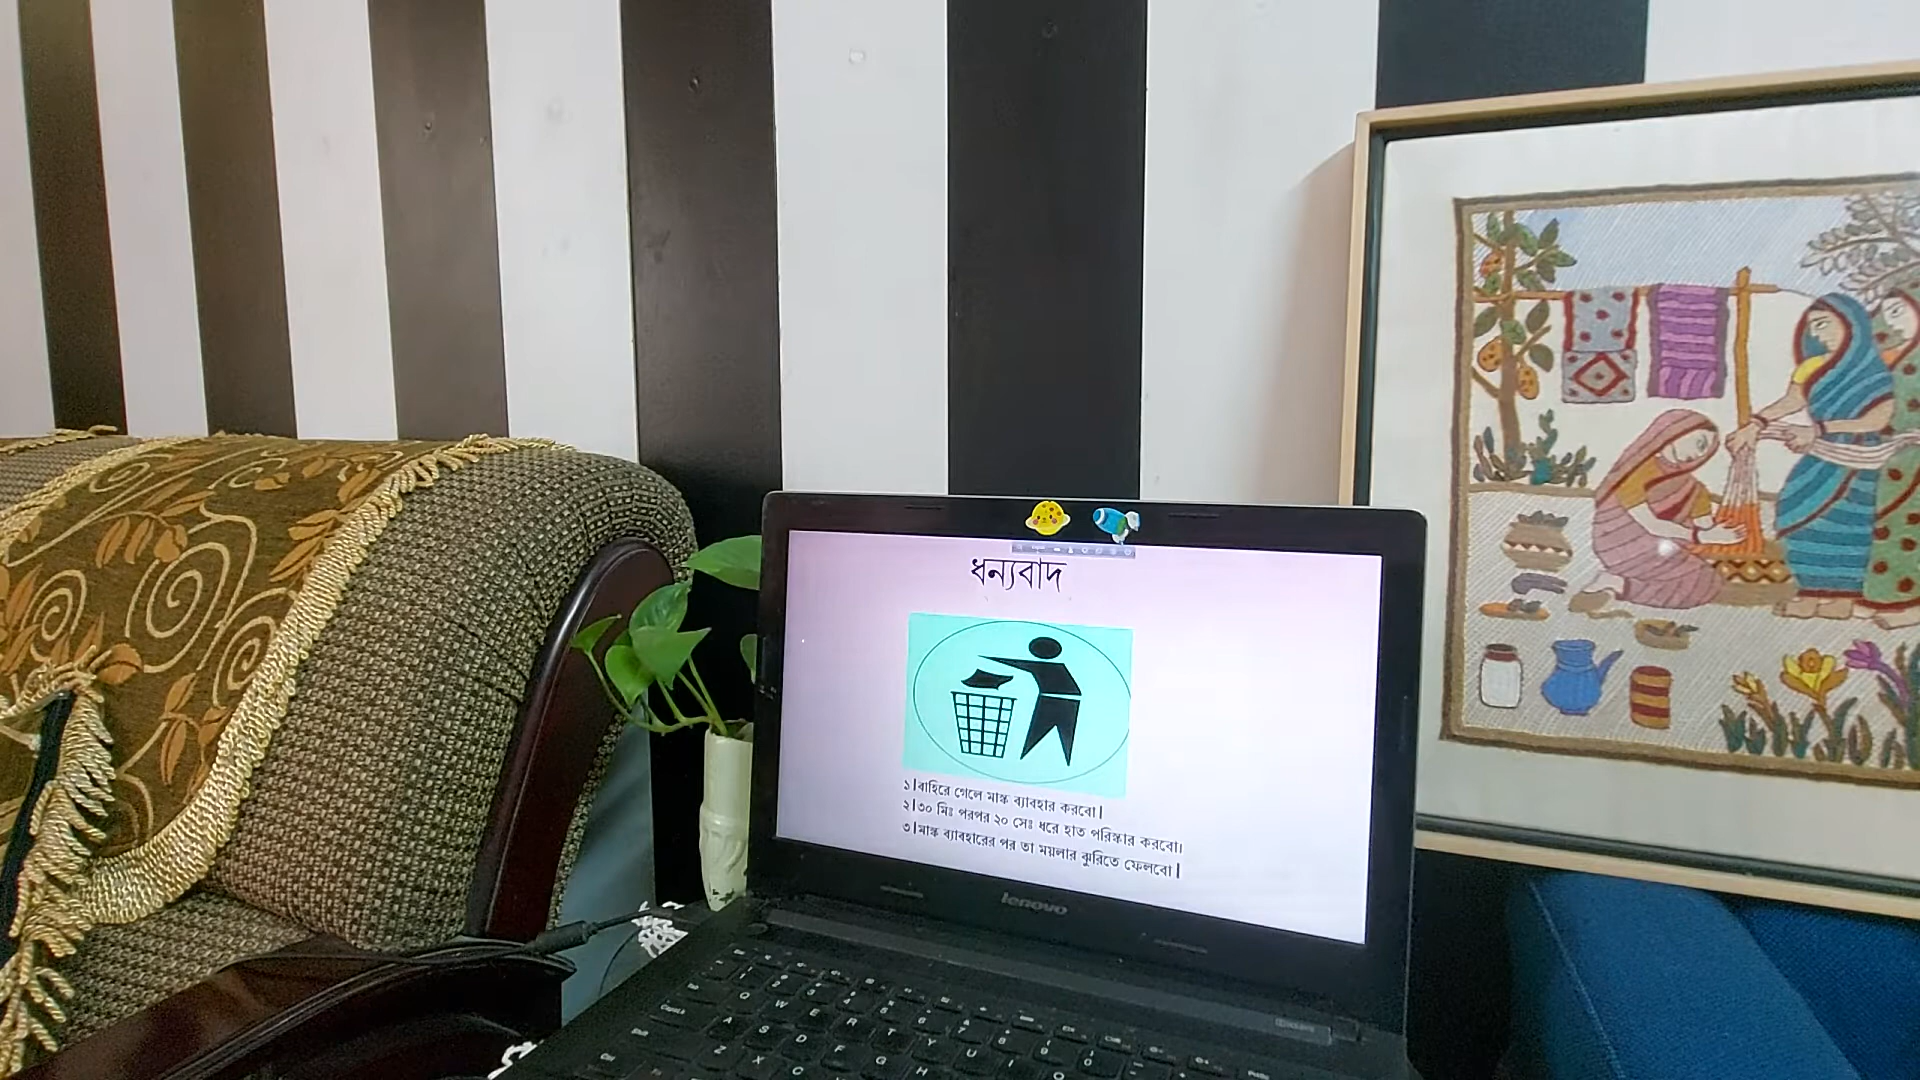 ধন্যবাদ
১।বাহিরে গেলে মাস্ক ব্যাবহার করবো।
২।৩০ মিঃ পরপর ২০ সেঃ ধরে হাত পরিস্কার করবো।
৩।মাস্ক ব্যাবহারের পর তা ময়লার ঝুরিতে ফেলবো।
lenovo